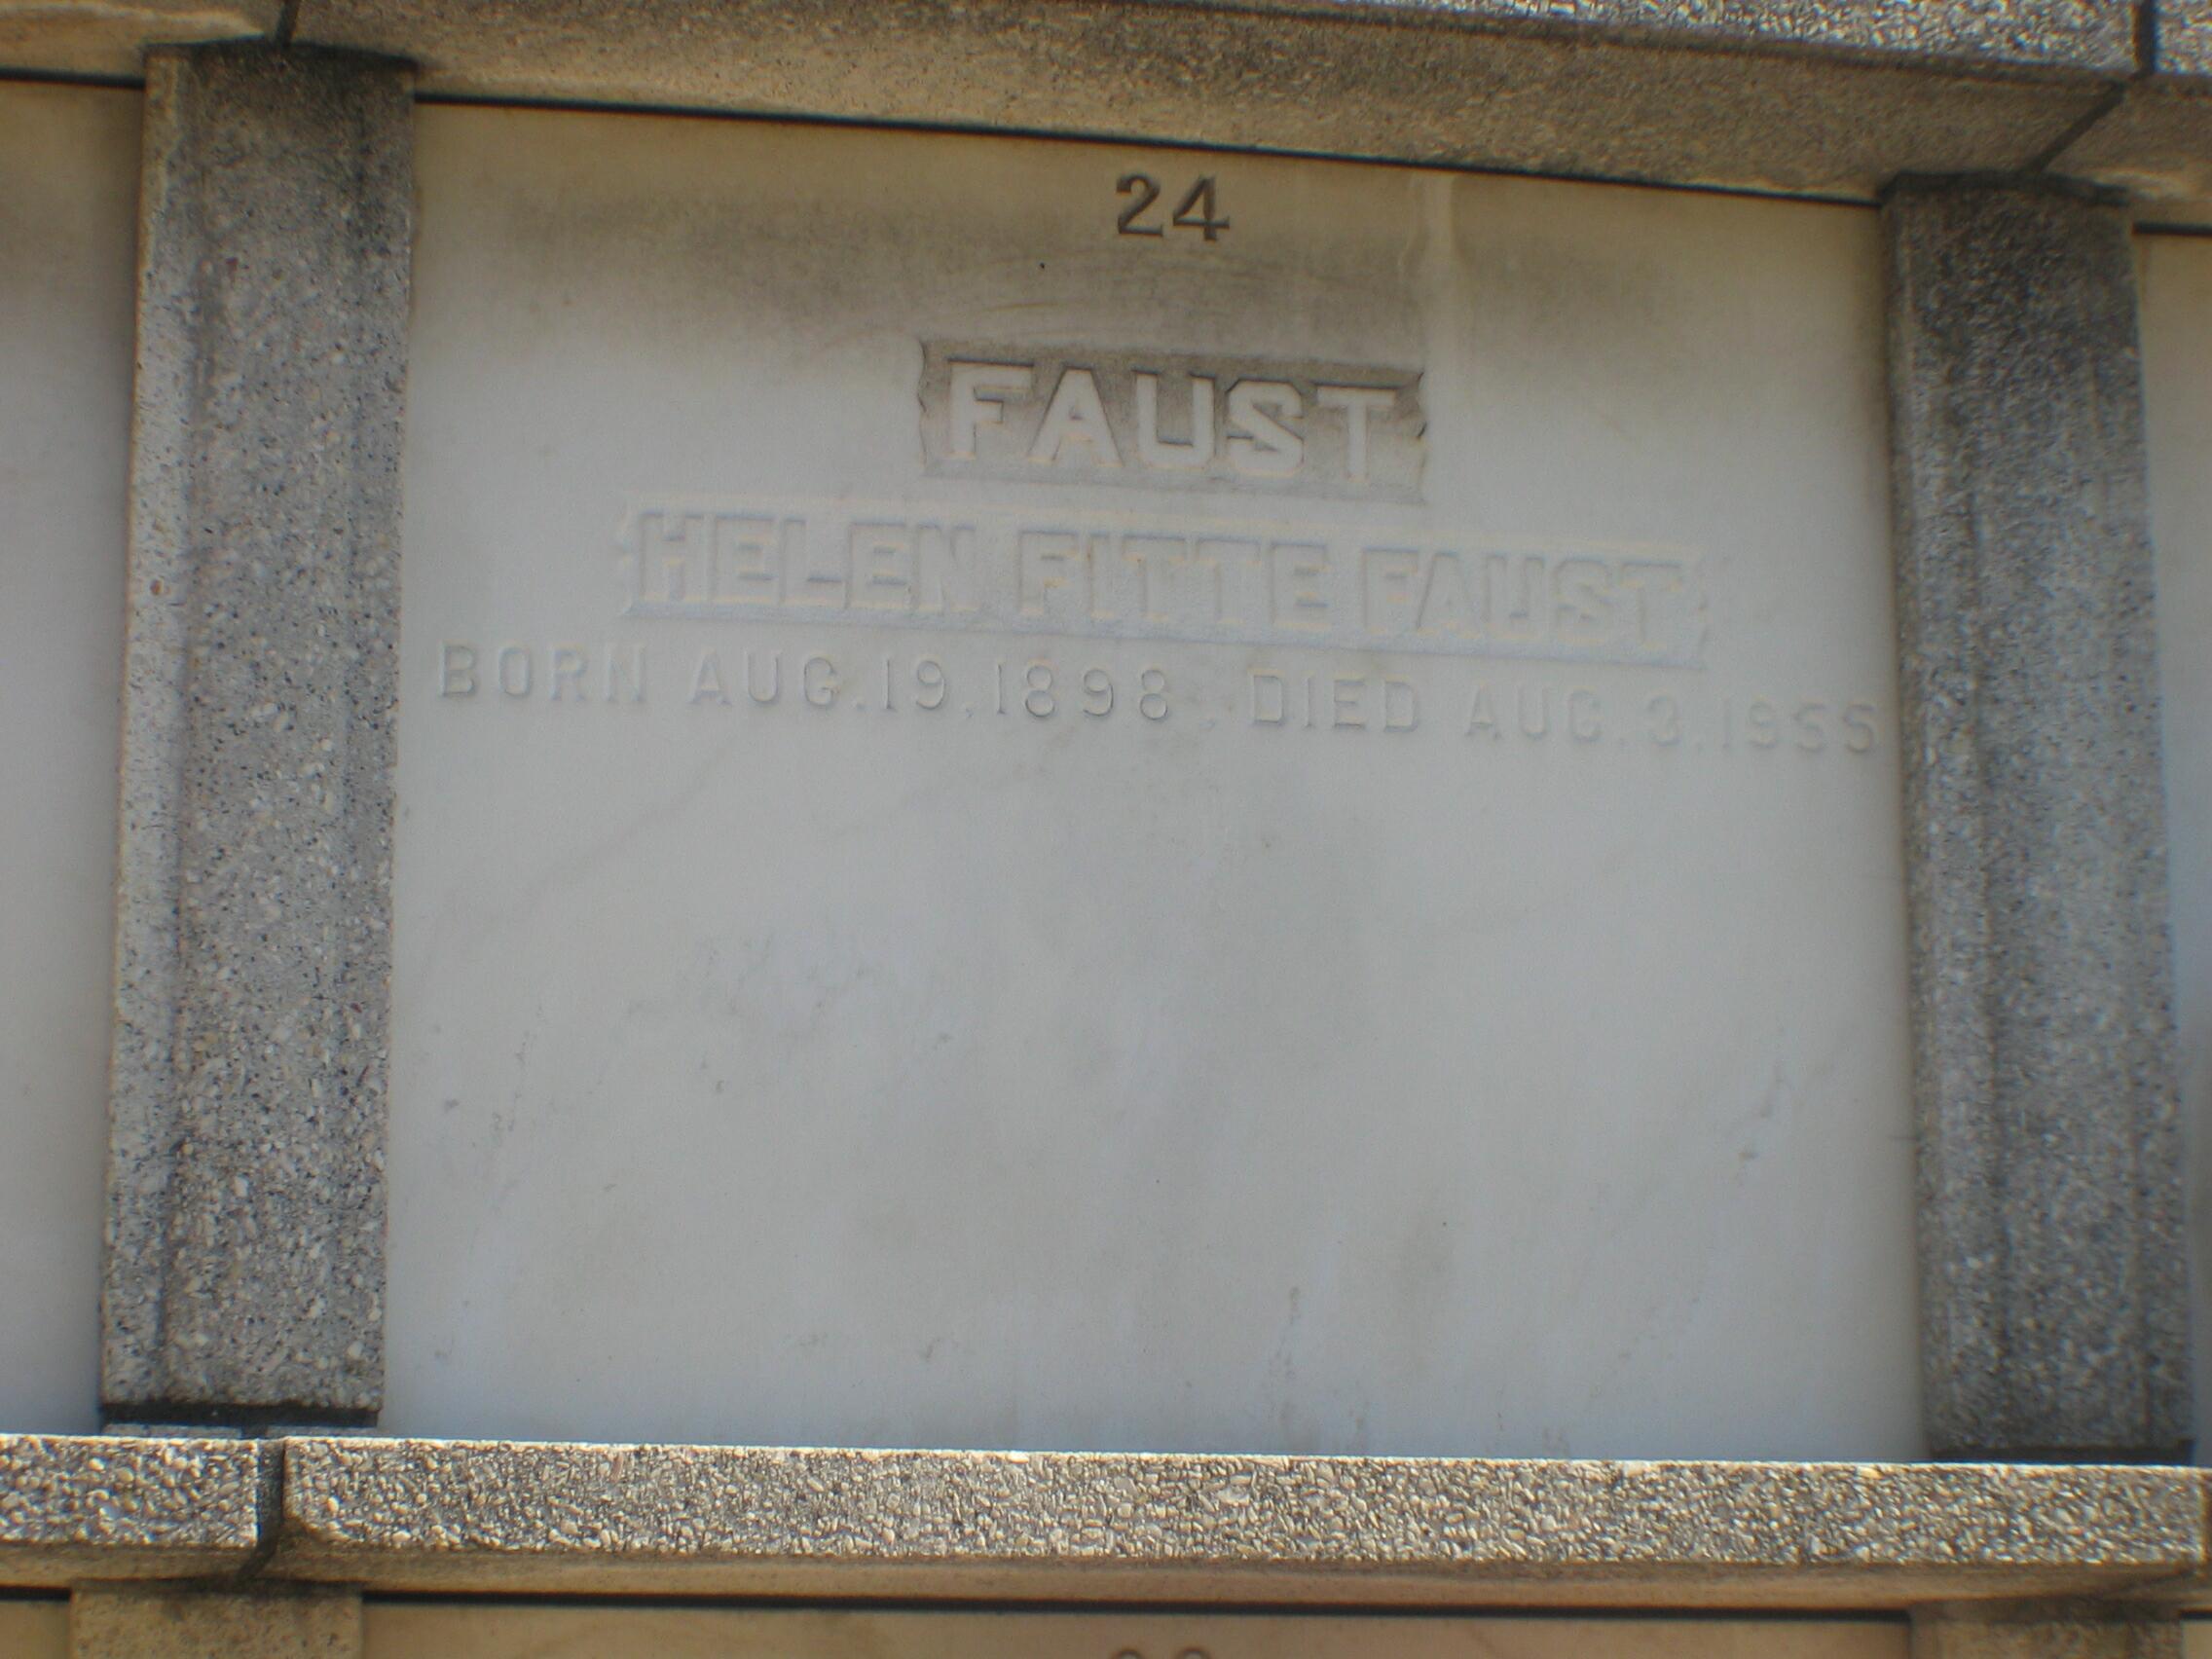 24
FAUST
HELEN FITTE FAUST
BORN AUG. 19, 1898. DIED AUG. 3, 1955